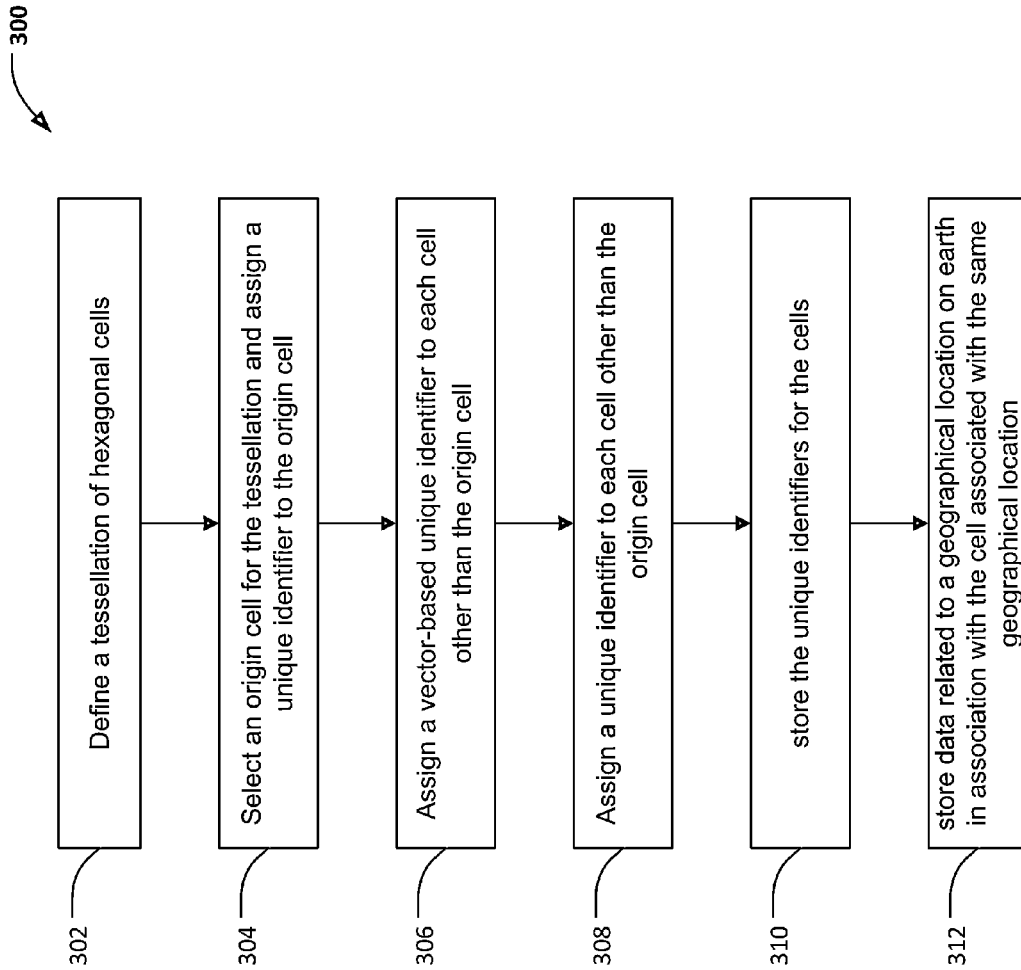 300
302
Define a tessellation of hexagonal cells
304
Select an origin cell for the tessellation and assign a
unique identifier to the origin cell
306
Assign a vector-based unique identifier to each cell
other than the origin cell
308
Assign a unique identifier to each cell other than the
origin cell
310
store the unique identifiers for the cells
312
store data related to a geographical location on earth
in association with the cell associated with the same
geographical location